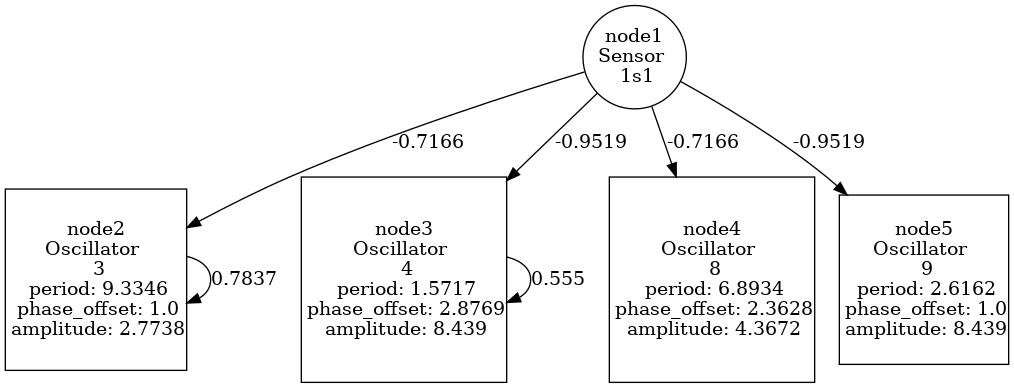 node1
Sensor
1s1
-0.7166
-0.9519
-0.7166
-0.9519
node2
Oscillator
3
period: 9.3346
phase_offset: 1.0
amplitude: 2.7738
0.7837
node3
Oscillator
4
period: 1.5717
phase_offset: 2.8769
amplitude: 8.439
0.555
node4
Oscillator
8
period: 6.8934
phase_offset: 2.3628
amplitude: 4.3672
node5
Oscillator
9
period: 2.6162
phase_offset: 1.0
amplitude: 8.439